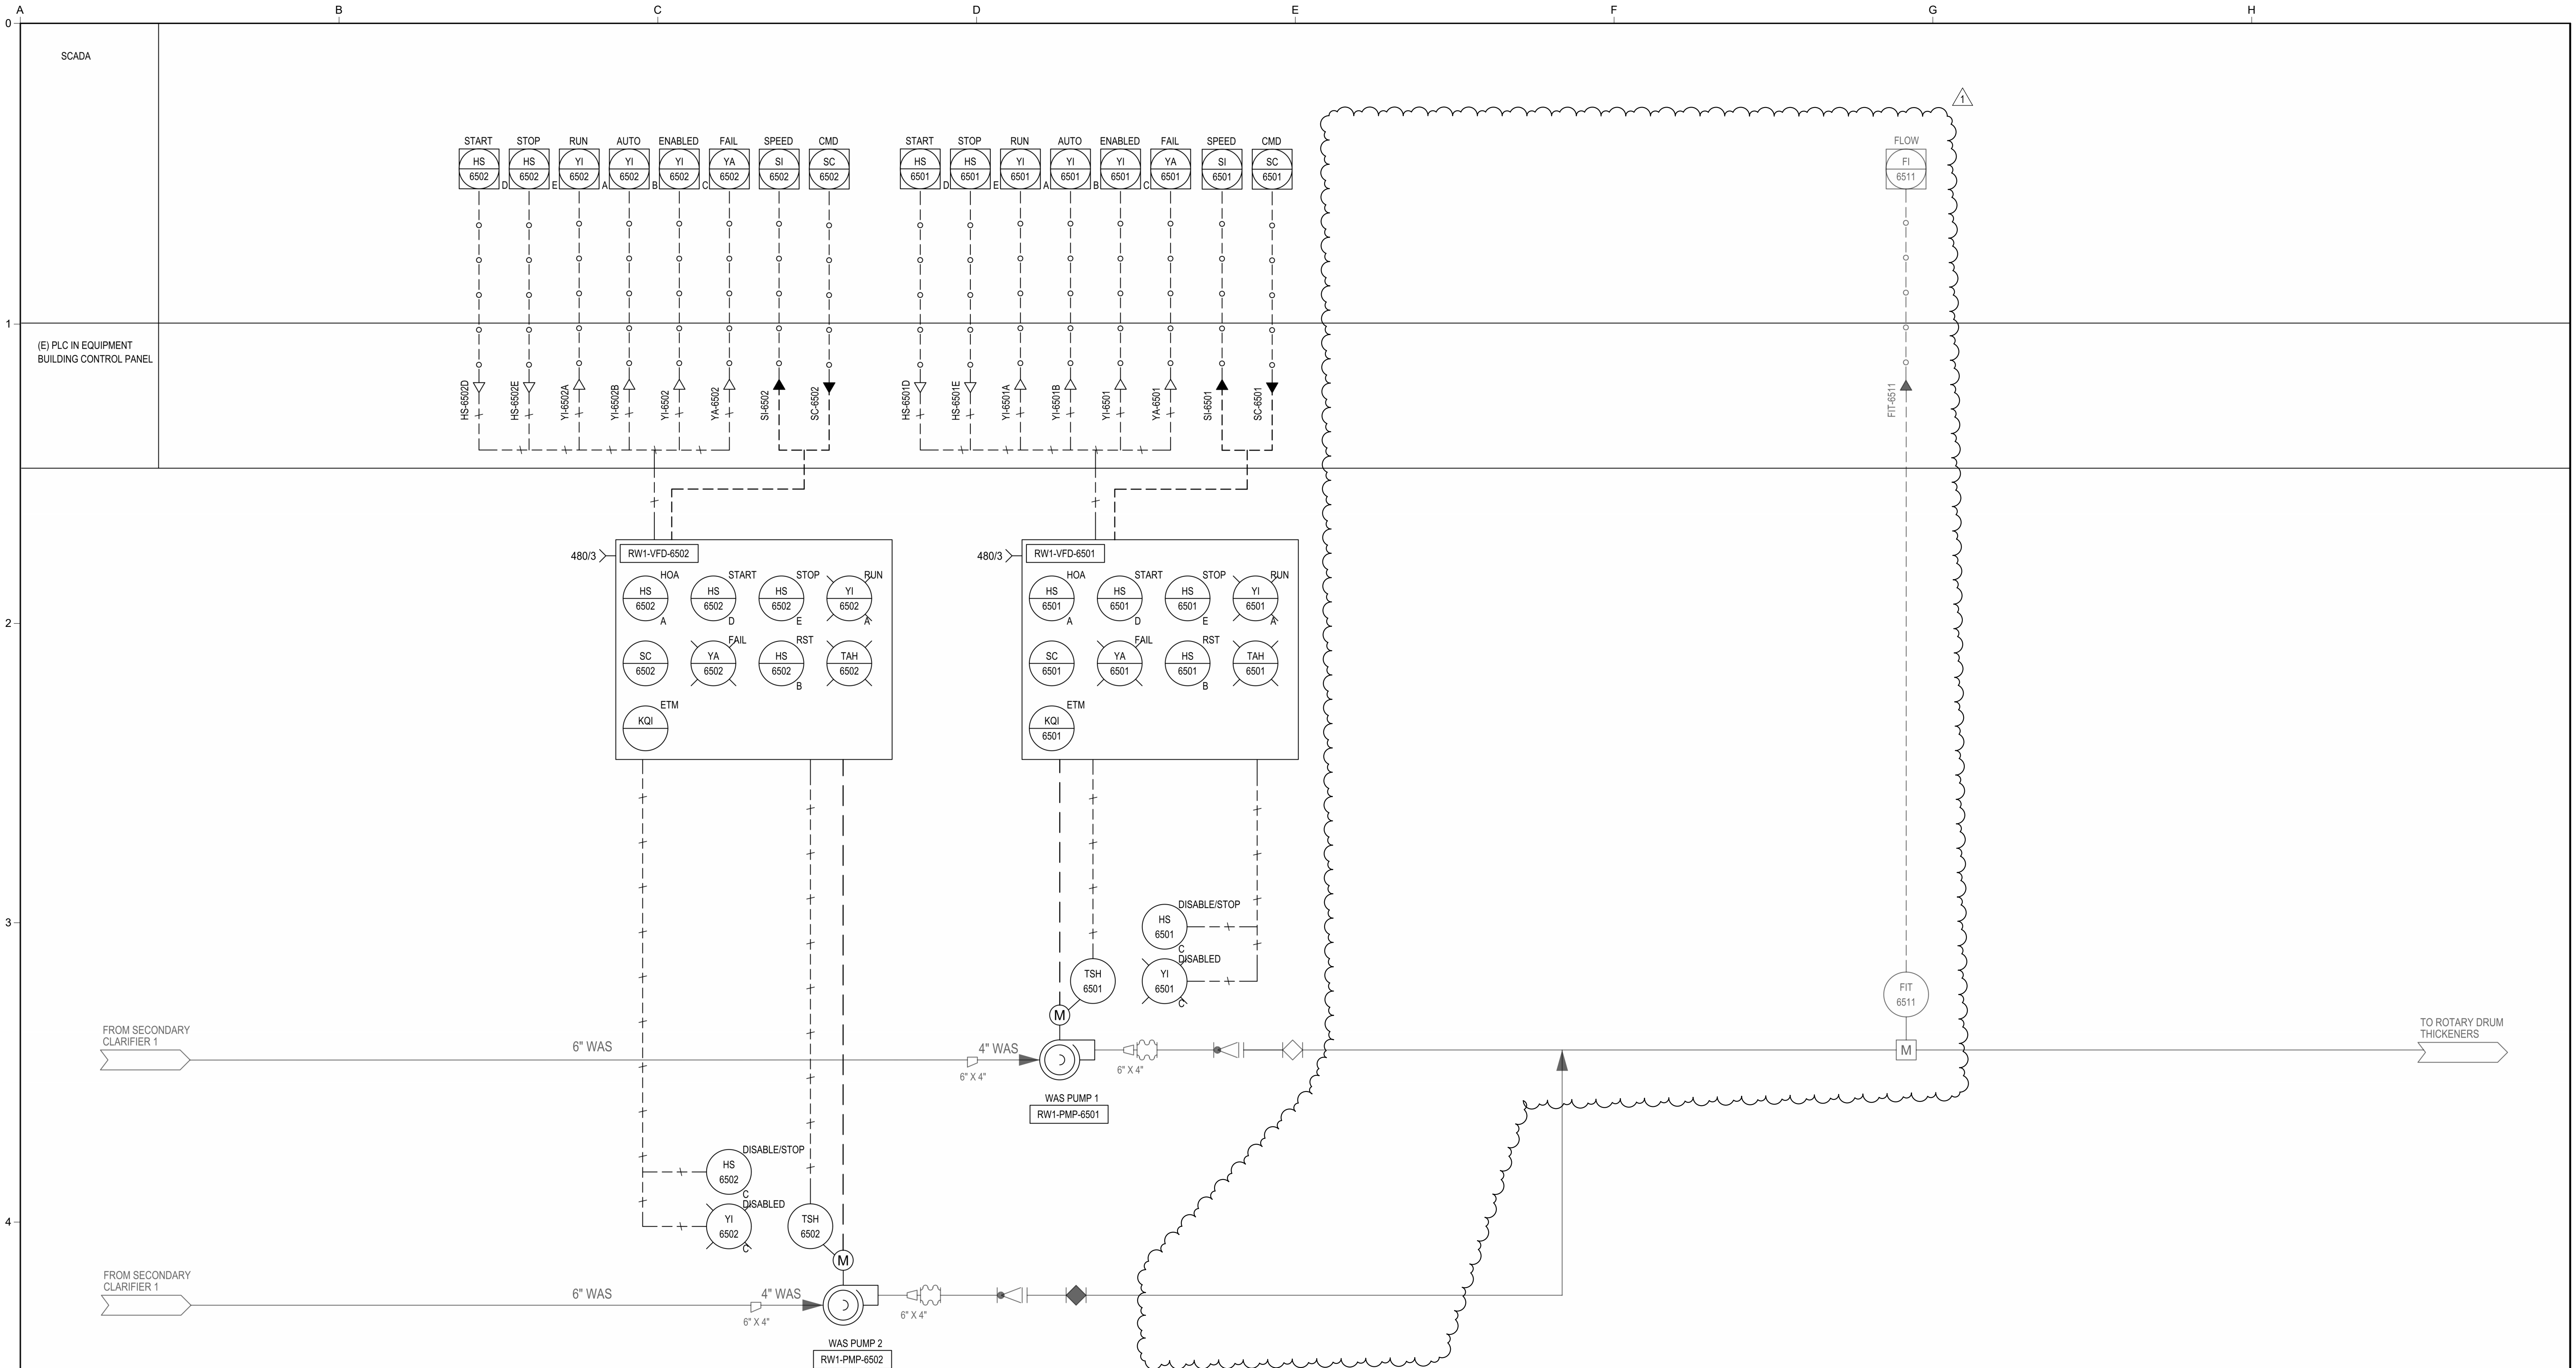 A B C D E F G H
0
SCADA
1
START STOP RUN AUTO ENABLED FAIL SPEED CMD START STOP RUN AUTO ENABLED FAIL SPEED CMD FLOW
HS HS YI YI YI YA SI SC HS HS YI YI YI YA SI SC FI
6502 6502 6502 6502 6502 6502 6502 6502 6501 6501 6501 6501 6501 6501 6501 6501 6511
D E A B C D E A B C
1
(E) PLC IN EQUIPMENT
BUILDING CONTROL PANEL
HS-6502D HS-6502E YI-6502A YI-6502B YI-6502 YA-6502 SI-6502 SC-6502 HS-6501D HS-6501E YI-6501A YI-6501B YI-6501 YA-6501 SI-6501 SC-6501 FIT-6511
480/3 RW1-VFD-6502 480/3 RW1-VFD-6501
HOA START STOP RUN HOA START STOP RUN
HS HS HS YI HS HS HS YI
6502 6502 6502 6502 6501 6501 6501 6501
A D E A A D E A
2
FAIL RST FAIL RST
SC YA HS TAH SC YA HS TAH
6502 6502 6502 6502 6501 6501 6501 6501
B B
ETM ETM
KQI KQI
6501
3
DISABLE/STOP
HS
6501
C
DISABLED
TSH YI
6501 6501
C
FIT
6511
M
FROM SECONDARY
CLARIFIER 1
6" WAS 4" WAS
6" X 4" 6" X 4"
M
TO ROTARY DRUM
THICKENERS
WAS PUMP 1
RW1-PMP-6501
DISABLE/STOP
HS
6502
C
DISABLED
4
YI TSH
6502 6502
C
M
FROM SECONDARY
CLARIFIER 1
6" WAS 4" WAS
6" X 4" 6" X 4"
WAS PUMP 2
RW1-PMP-6502